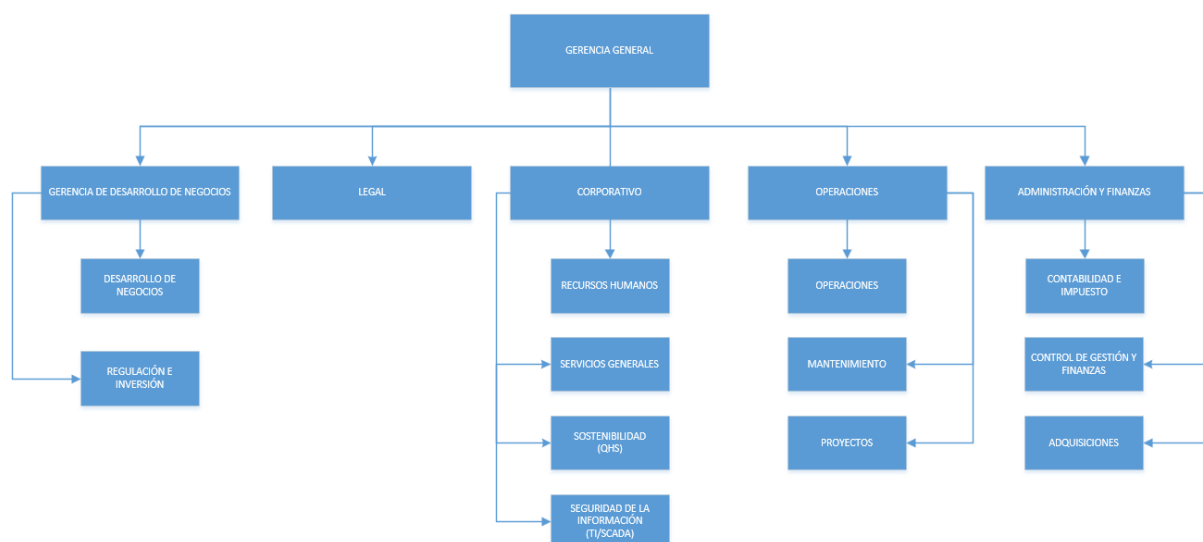 GERENCIA GENERAL
GERENCIA DE DESARROLLO DE NEGOCIOS
LEGAL
CORPORATIVO
OPERACIONES
ADMINISTRACIÓN Y FINANZAS
DESARROLLO DE
NEGOCIOS
RECURSOS HUMANOS
OPERACIONES
CONTABILIDAD E
IMPUESTO
REGULACIÓN E
INVERSIÓN
SERVICIOS GENERALES
MANTENIMIENTO
CONTROL DE GESTIÓN Y
FINANZAS
SOSTENIBILIDAD
(QHS)
PROYECTOS
ADQUISICIONES
SEGURIDAD DE LA
INFORMACIÓN
(TI/SCADA)